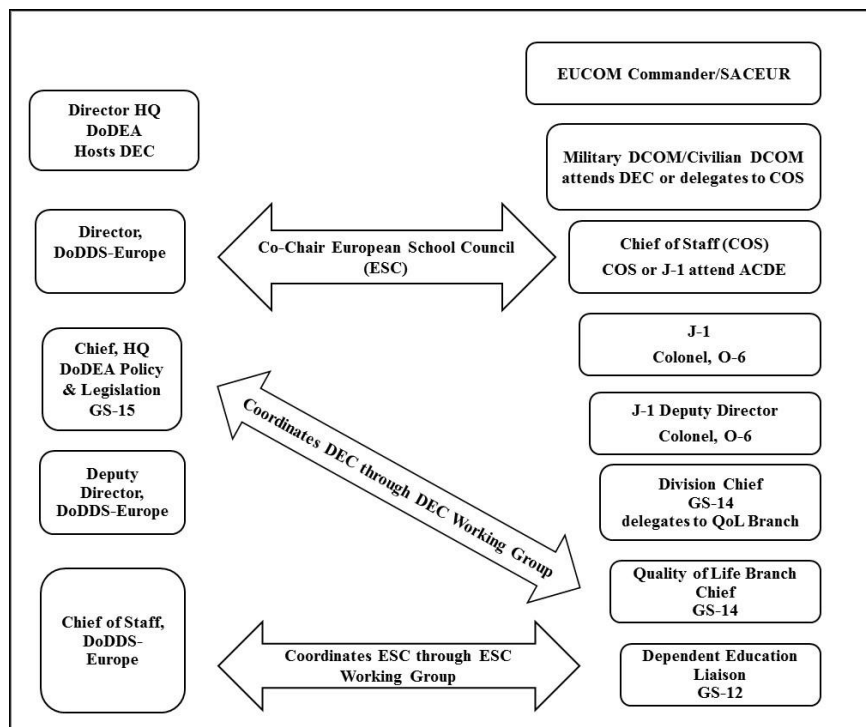 Director HQ
DoDEA
Hosts DEC
Director,
DoDDS-Europe
Chief, HQ
DoDEA Policy
& Legislation
GS-15
Deputy
Director,
DoDDS-Europe
Chief of Staff,
DoDDS-
Europe
Co-Chair European School Council
(ESC)
Coordinates DEC through DEC Working Group
Coordinates ESC through ESC
Working Group
EUCOM Commander/SACEUR
Military DCOM/Civilian DCOM
attends DEC or delegates to COS
Chief of Staff (COS)
COS or J-1 attend ACDE
J-1
Colonel, O-6
J-1 Deputy Director
Colonel, O-6
Division Chief
GS-14
delegates to QoL Branch
Quality of Life Branch
Chief
GS-14
Dependent Education
Liaison
GS-12